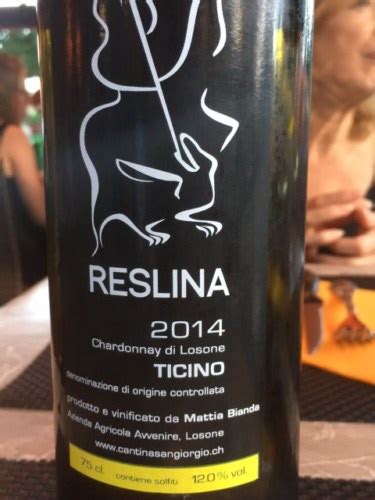 RESLINA
2014
Chardonnay di Losone
TICINO
denominazione di origine controllata
prodotto e vinificato da Mattia Bianda
Azienda Agricola Avvenire, Losone
www.cantinasangiorgio.ch
75 cl. contiene solfiti 12.0% vol.